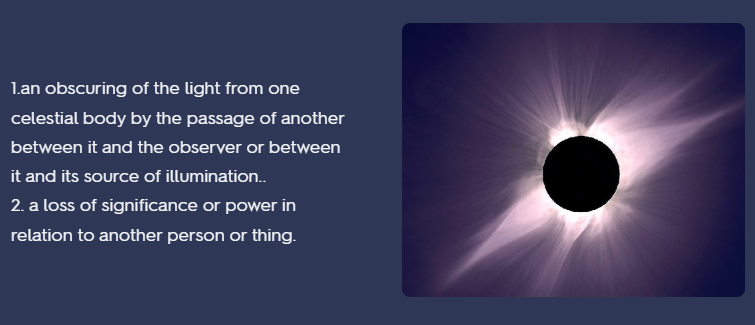 1.an obscuring of the light from one
celestial body by the passage of another
between it and the observer or between
it and its source of illumination..
2. a loss of significance or power in
relation to another person or thing.